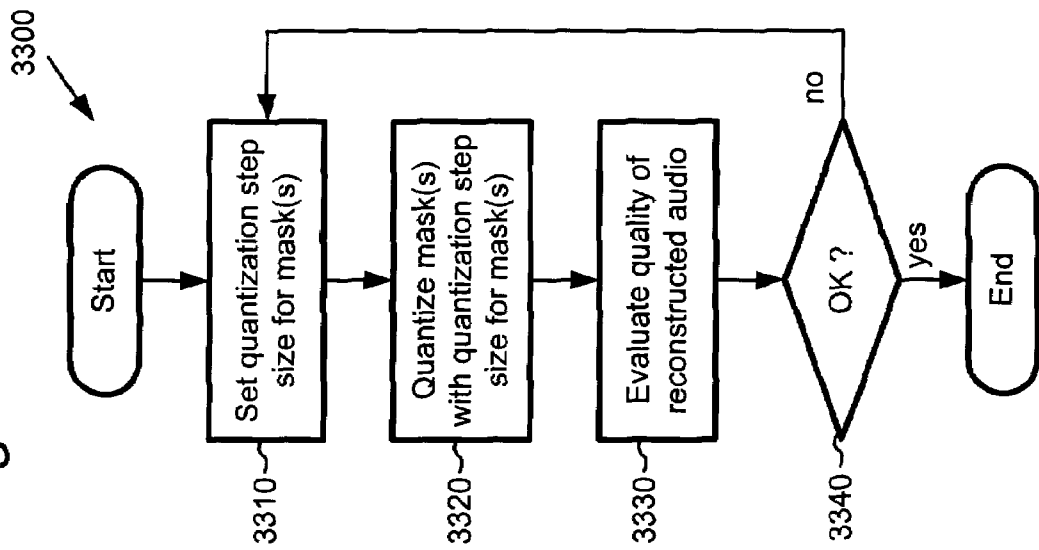 3300
Start
3310
Set quantization step
size for mask(s)
3320
Quantize mask(s)
with quantization step
size for mask(s)
3330
Evaluate quality of
reconstructed audio
3340
OK ?
no
yes
End